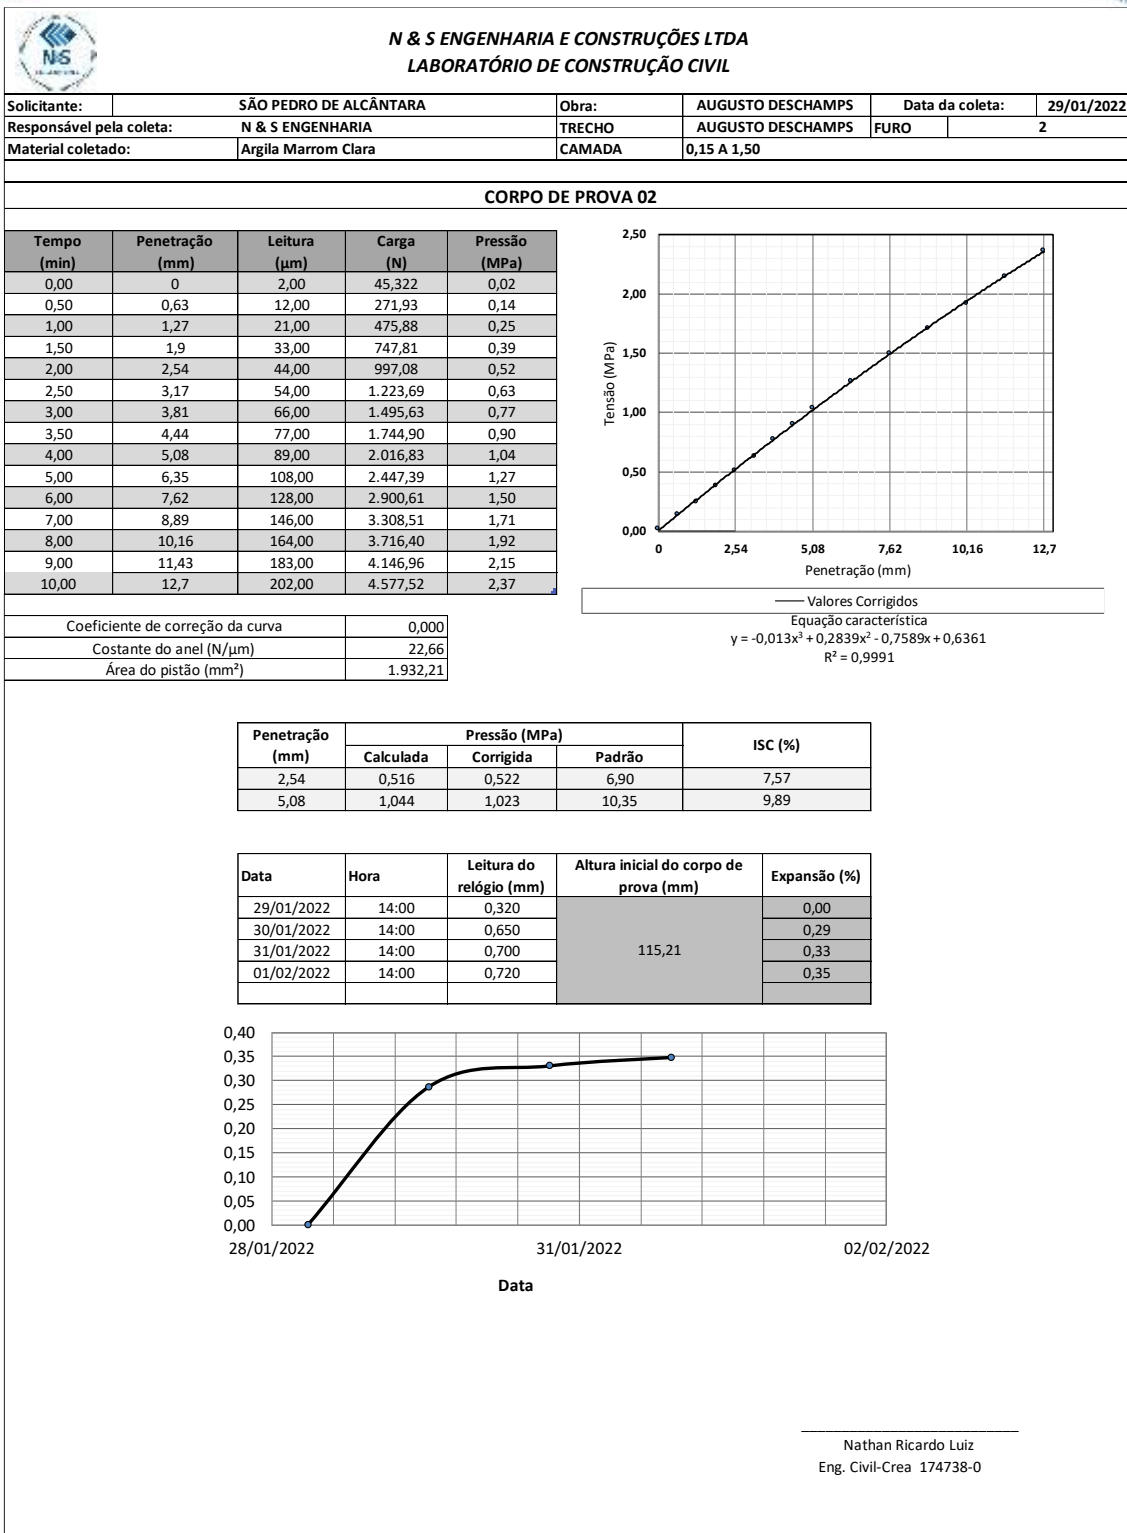 N & S ENGENHARIA E CONSTRUÇÕES LTDA
LABORATÓRIO DE CONSTRUÇÃO CIVIL
N&S
Solicitante: SÃO PEDRO DE ALCÂNTARA Obra: AUGUSTO DESCHAMPS Data da coleta: 29/01/2022
Responsável pela coleta: N & S ENGENHARIA TRECHO AUGUSTO DESCHAMPS FURO 2
Material coletado: Argila Marrom Clara CAMADA 0,15 A 1,50
CORPO DE PROVA 02
Tempo Penetração Leitura Carga Pressão
(min) (mm) (µm) (N) (MPa)
0,00 0 2,00 45,322 0,02
0,50 0,63 12,00 271,93 0,14
1,00 1,27 21,00 475,88 0,25
1,50 1,9 33,00 747,81 0,39
2,00 2,54 44,00 997,08 0,52
2,50 3,17 54,00 1.223,69 0,63
3,00 3,81 66,00 1.495,63 0,77
3,50 4,44 77,00 1.744,90 0,90
4,00 5,08 89,00 2.016,83 1,04
5,00 6,35 108,00 2.447,39 1,27
6,00 7,62 128,00 2.900,61 1,50
7,00 8,89 146,00 3.308,51 1,71
8,00 10,16 164,00 3.716,40 1,92
9,00 11,43 183,00 4.146,96 2,15
10,00 12,7 202,00 4.577,52 2,37
2,50
2,00
1,50
1,00
0,50
0,00
Tensão (MPa)
0 2,54 5,08 7,62 10,16 12,7
Penetração (mm)
Valores Corrigidos
Equação característica
y = -0,013x³ + 0,2839x² - 0,7589x + 0,6361
R² = 0,9991
Coeficiente de correção da curva 0,000
Costante do anel (N/µm) 22,66
Área do pistão (mm²) 1.932,21
Penetração Pressão (MPa) ISC (%)
(mm) Calculada Corrigida Padrão
2,54 0,516 0,522 6,90 7,57
5,08 1,044 1,023 10,35 9,89
Data Hora Leitura do Altura inicial do corpo de Expansão (%)
relógio (mm) prova (mm)
29/01/2022 14:00 0,320 0,00
30/01/2022 14:00 0,650 0,29
31/01/2022 14:00 0,700 115,21 0,33
01/02/2022 14:00 0,720 0,35
0,40
0,35
0,30
0,25
0,20
0,15
0,10
0,05
0,00
28/01/2022 31/01/2022 02/02/2022
Data
Nathan Ricardo Luiz
Eng. Civil-Crea 174738-0